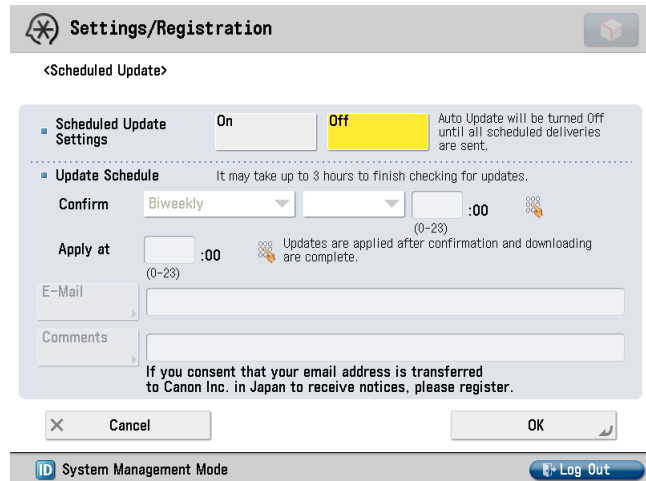 Settings/Registration
<Scheduled Update>
Scheduled Update
Settings
On
Off
Auto Update will be turned Off
until all scheduled deliveries
are sent.
Update Schedule
It may take up to 3 hours to finish checking for updates.
Confirm
Biweekly
:00
(0-23)
Apply at
:00
(0-23)
Updates are applied after confirmation and downloading
are complete.
E-Mail
Comments
If you consent that your email address is transferred
to Canon Inc. in Japan to receive notices, please register.
Cancel
OK
ID System Management Mode
Log Out